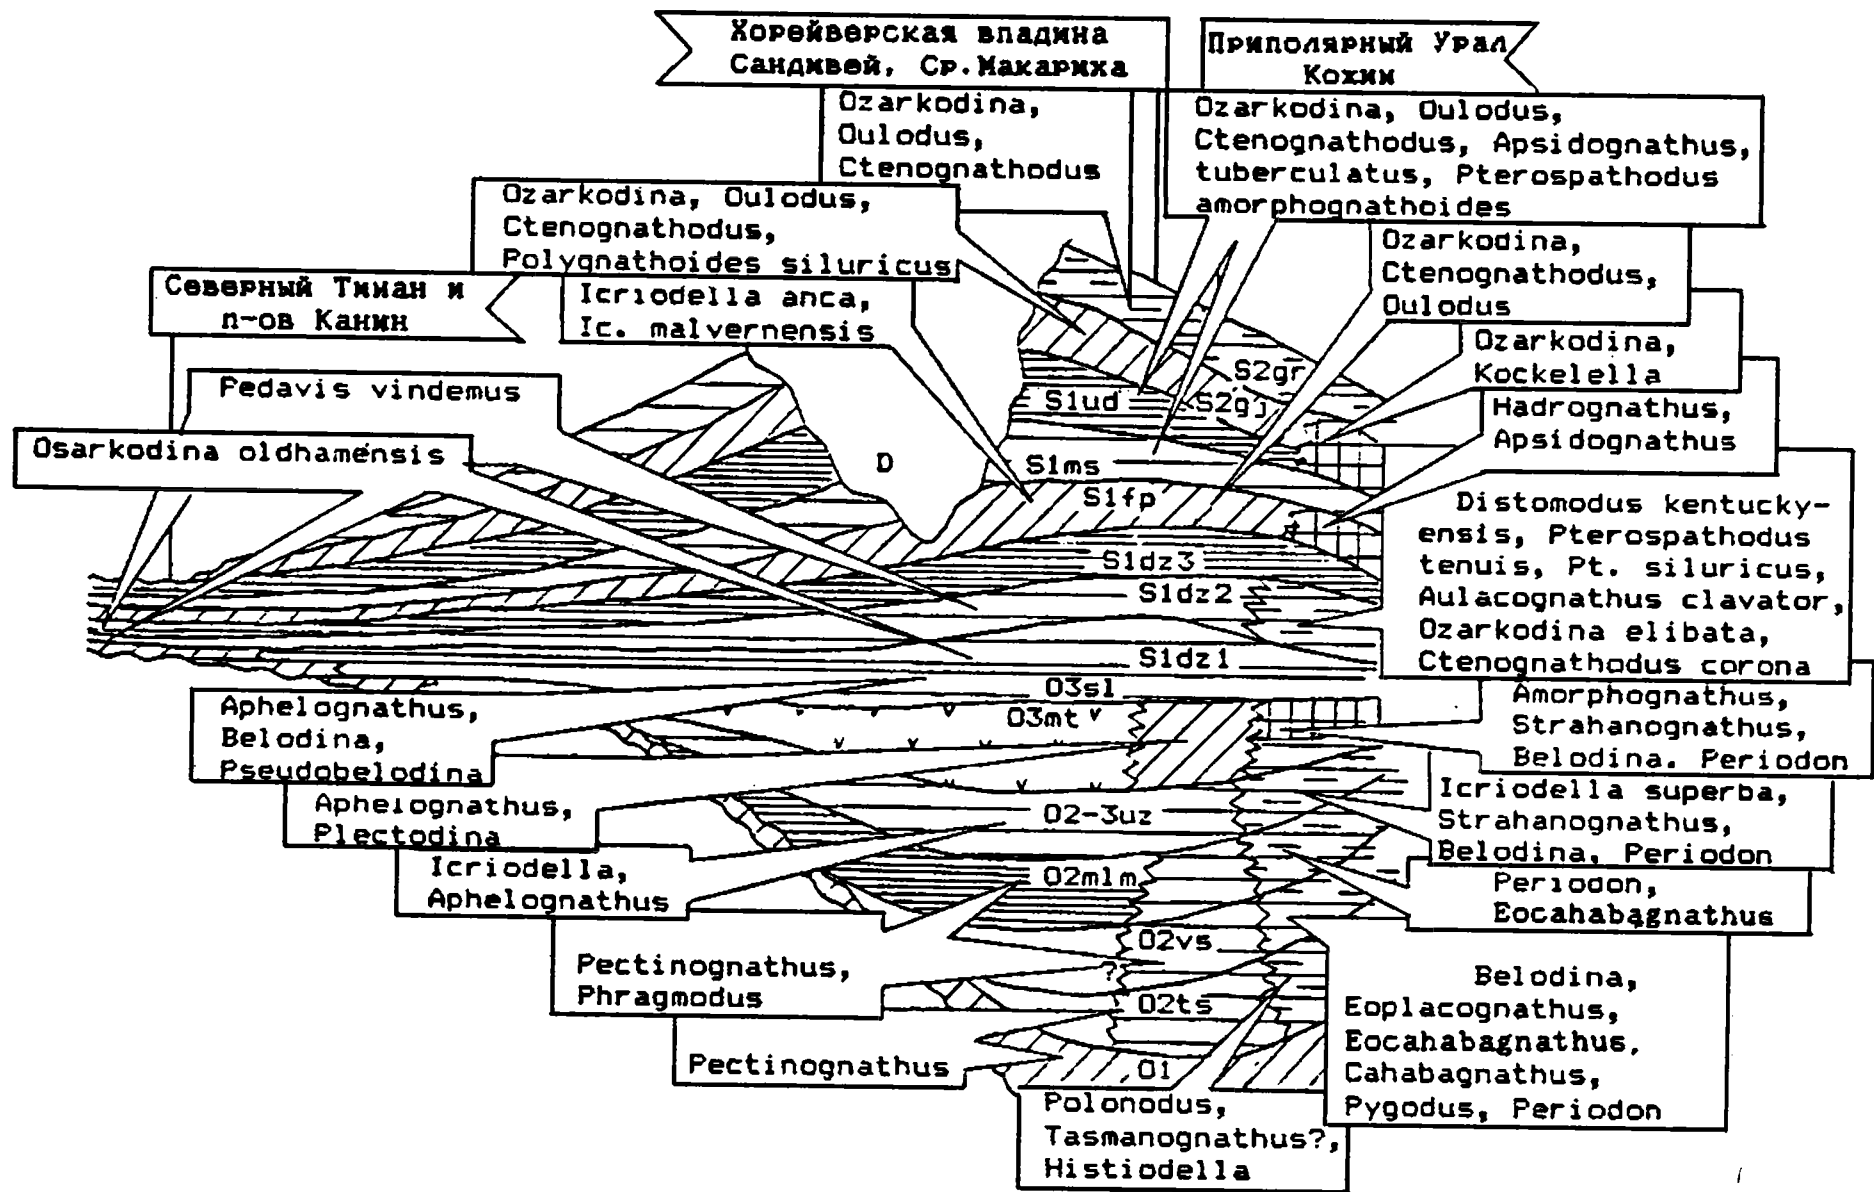 Хорейверская впадина
Сандивей, Ср.Макариха
Приполярный Урал
Кожим
Ozarkodina,
Oulodus,
Ctenognathodus
Ozarkodina, Oulodus,
Ctenognathodus, Apsidognathus,
tuberculatus, Pterospathodus
amorphognathoides
Ozarkodina, Oulodus,
Ctenognathodus,
Polygnathoides siluricus
Ozarkodina,
Ctenognathodus,
Oulodus
Северный Тиман и
п-ов Канин
Icriodella anca,
Ic. malvernensis
Ozarkodina,
Kockelella
Pedavis vindemus
Hadrognathus,
Apsidognathus
Osarkodina oldhamensis
Distomodus kentucky-
ensis, Pterospathodus
tenuis, Pt. siluricus,
Aulacognathus clavator,
Ozarkodina elibata,
Ctenognathodus corona
S2gr
S2gj
S1ud
D
S1ms
S1fp
S1dz3
S1dz2
S1dz1
O3sl
O3mt
O2-3uz
O2mlm
O2vs
?
O2ts
O1
Aphelognathus,
Belodina,
Pseudobelodina
Amorphognathus,
Strahanognathus,
Belodina. Periodon
Aphelognathus,
Plectodina
Icriodella superba,
Strahanognathus,
Belodina, Periodon
Icriodella,
Aphelognathus
Periodon,
Eocahabagnathus
Pectinognathus,
Phragmodus
Belodina,
Eoplacognathus,
Eocahabagnathus,
Cahabagnathus,
Pygodus, Periodon
Pectinognathus
Polonodus,
Tasmanognathus?,
Histiodella